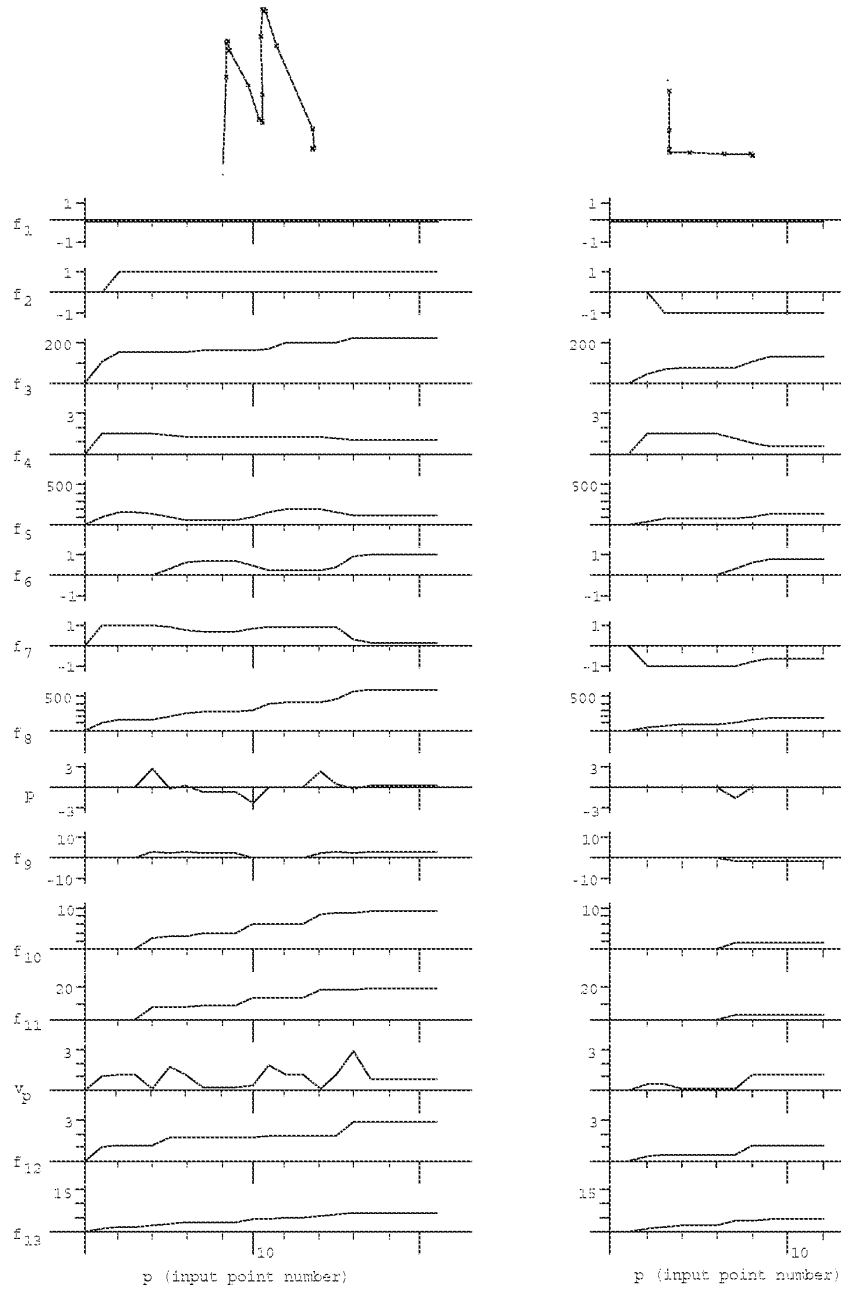 1 1
f1
-1 -1
1 1
f2
-1 -1
200 200
f3
3 3
f4
500 500
f5
1 1
f6
-1 -1
1 1
f7
-1 -1
500 500
f8
3 3
p
-3 -3
10 10
f9
-10 -10
10 10
f10
20 20
f11
3 3
vp
3 3
f12
15 15
f13
10 10
p (input point number) p (input point number)